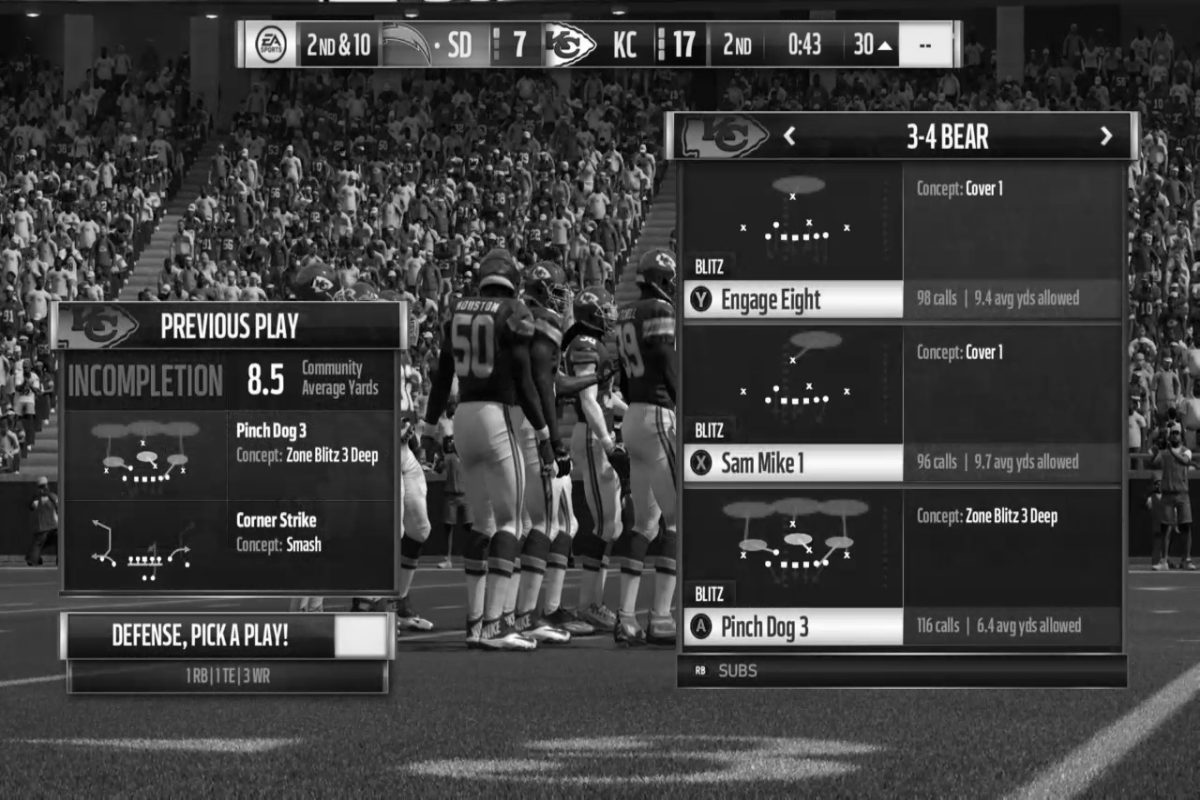 EA SPORTS 2ND & 10 SD 7 KC 17 2ND 0:43 30 --
KC 3-4 BEAR
Concept: Cover 1
BLITZ
Y Engage Eight 98 calls | 9.4 avg yds allowed
Concept: Cover 1
BLITZ
X Sam Mike 1 96 calls | 9.7 avg yds allowed
Concept: Zone Blitz 3 Deep
BLITZ
A Pinch Dog 3 116 calls | 6.4 avg yds allowed
RB SUBS
KC PREVIOUS PLAY
INCOMPLETION 8.5 Community
Average Yards
Pinch Dog 3
Concept: Zone Blitz 3 Deep
Corner Strike
Concept: Smash
DEFENSE, PICK A PLAY!
1 RB | 1 TE | 3 WR
HOUSTON
50